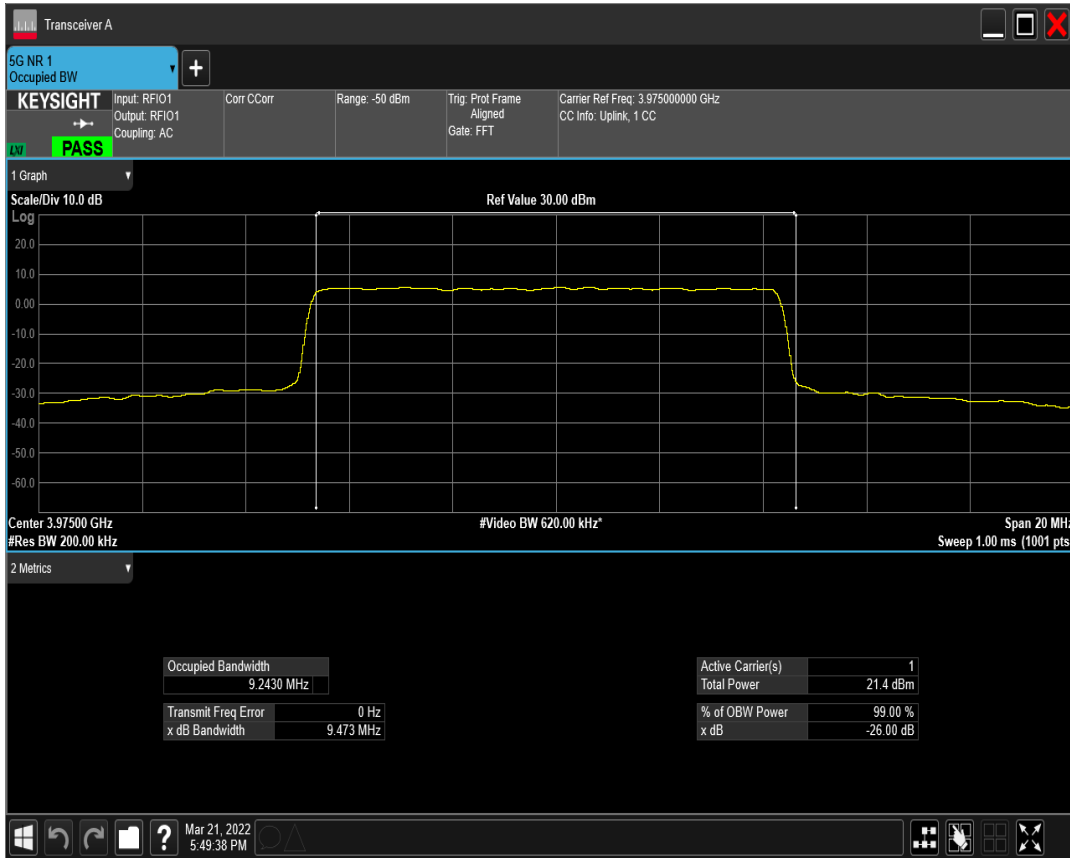 Transceiver A
5G NR 1
Occupied BW
KEYSIGHT
LXI
PASS
Input: RFIO1
Output: RFIO1
Coupling: AC
Corr CCorr
Range: -50 dBm
Trig: Prot Frame
Aligned
Gate: FFT
Carrier Ref Freq: 3.975000000 GHz
CC Info: Uplink, 1 CC
1 Graph
Scale/Div 10.0 dB
Ref Value 30.00 dBm
Log
20.0
10.0
0.00
-10.0
-20.0
-30.0
-40.0
-50.0
-60.0
Center 3.97500 GHz
#Video BW 620.00 kHz*
Span 20 MHz
#Res BW 200.00 kHz
Sweep 1.00 ms (1001 pts
2 Metrics
Occupied Bandwidth
9.2430 MHz
Transmit Freq Error 0 Hz
x dB Bandwidth 9.473 MHz
Active Carrier(s) 1
Total Power 21.4 dBm
% of OBW Power 99.00 %
x dB -26.00 dB
?
Mar 21, 2022
5:49:38 PM